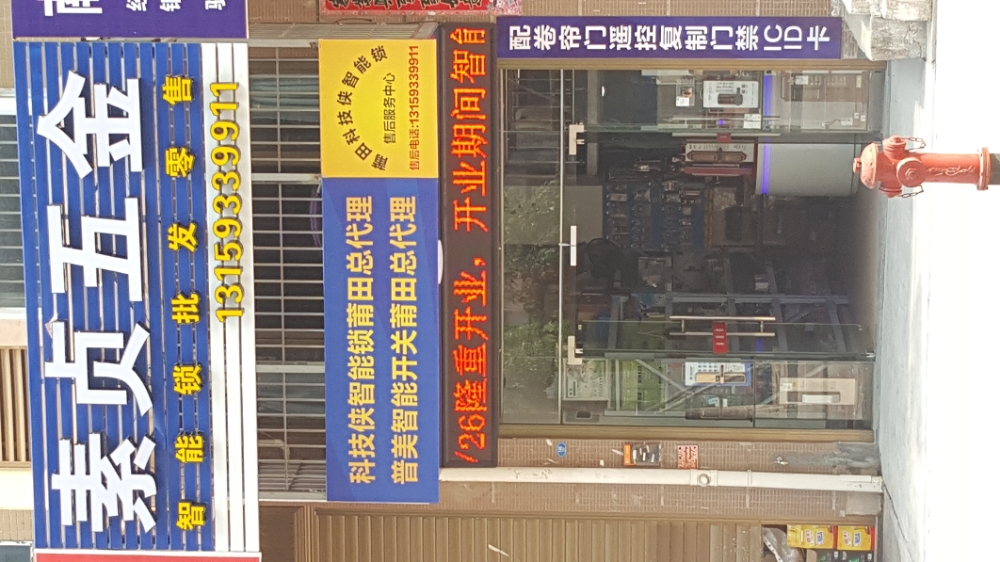 素贞五金
智能锁批发零售
13159339911
科技侠智能锁
莆田
售后服务中心
售后电话:13159339911
科技侠智能锁莆田总代理
普美智能开关莆田总代理
/26隆重开业，开业期间智能
配卷帘门遥控复制门禁ICID卡